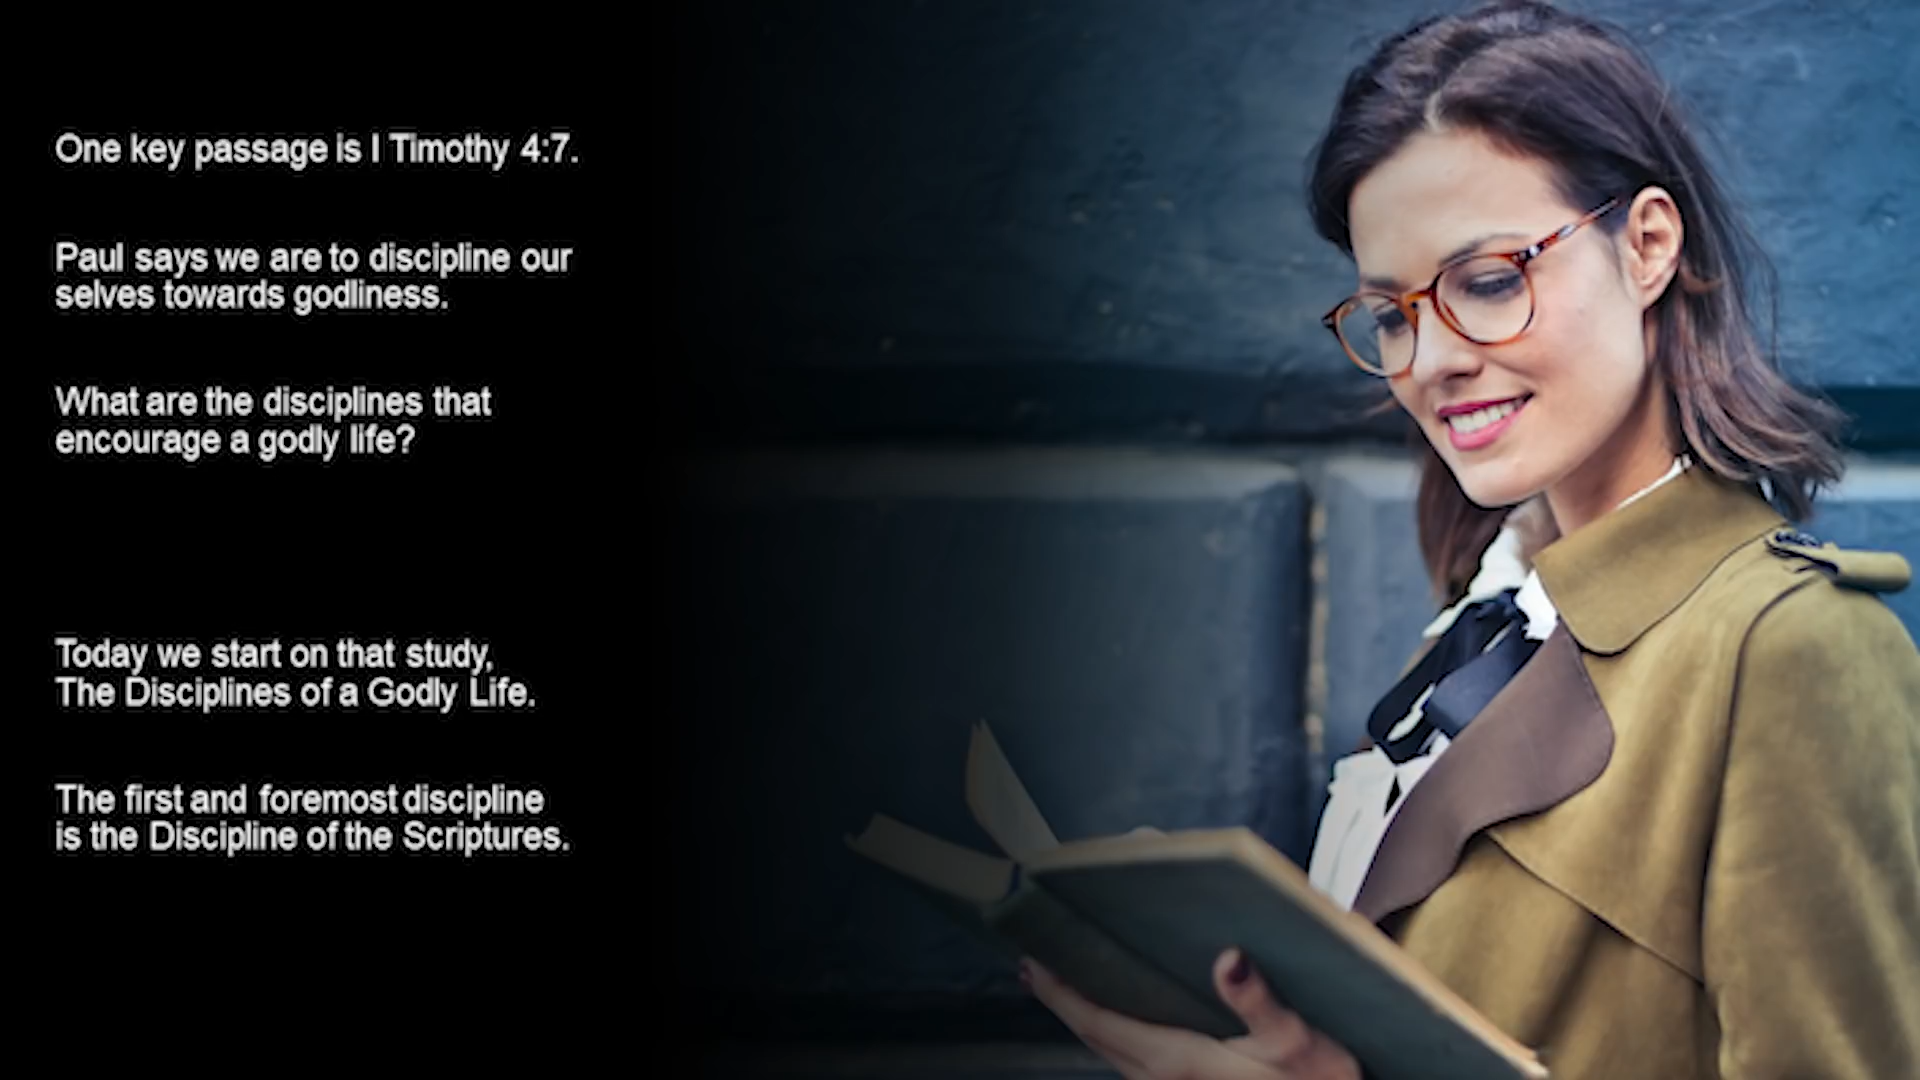 One key passage is I Timothy 4:7.
Paul says we are to discipline our
selves towards godliness.
What are the disciplines that
encourage a godly life?
Today we start on that study,
The Disciplines of a Godly Life.
The first and foremost discipline
is the Discipline of the Scriptures.